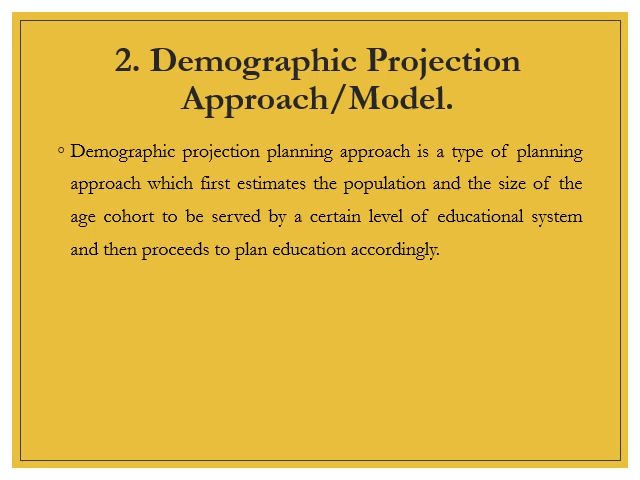 2. Demographic Projection
Approach/Model.
◦ Demographic projection planning approach is a type of planning
approach which first estimates the population and the size of the
age cohort to be served by a certain level of educational system
and then proceeds to plan education accordingly.